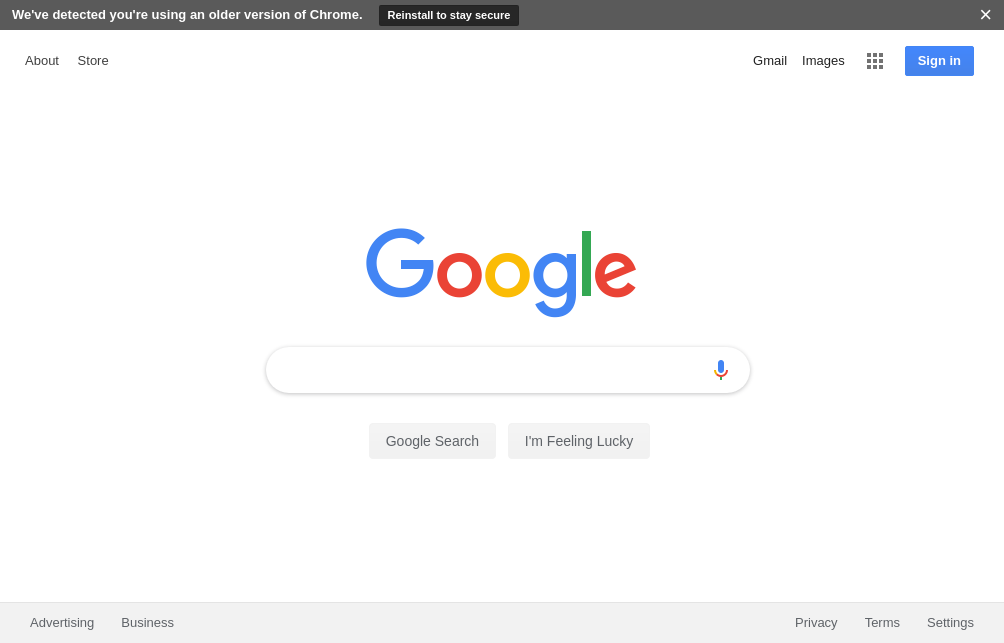 We've detected you're using an older version of Chrome. Reinstall to stay secure
About Store Gmail Images Sign in
Google
Google Search I'm Feeling Lucky
Advertising Business Privacy Terms Settings